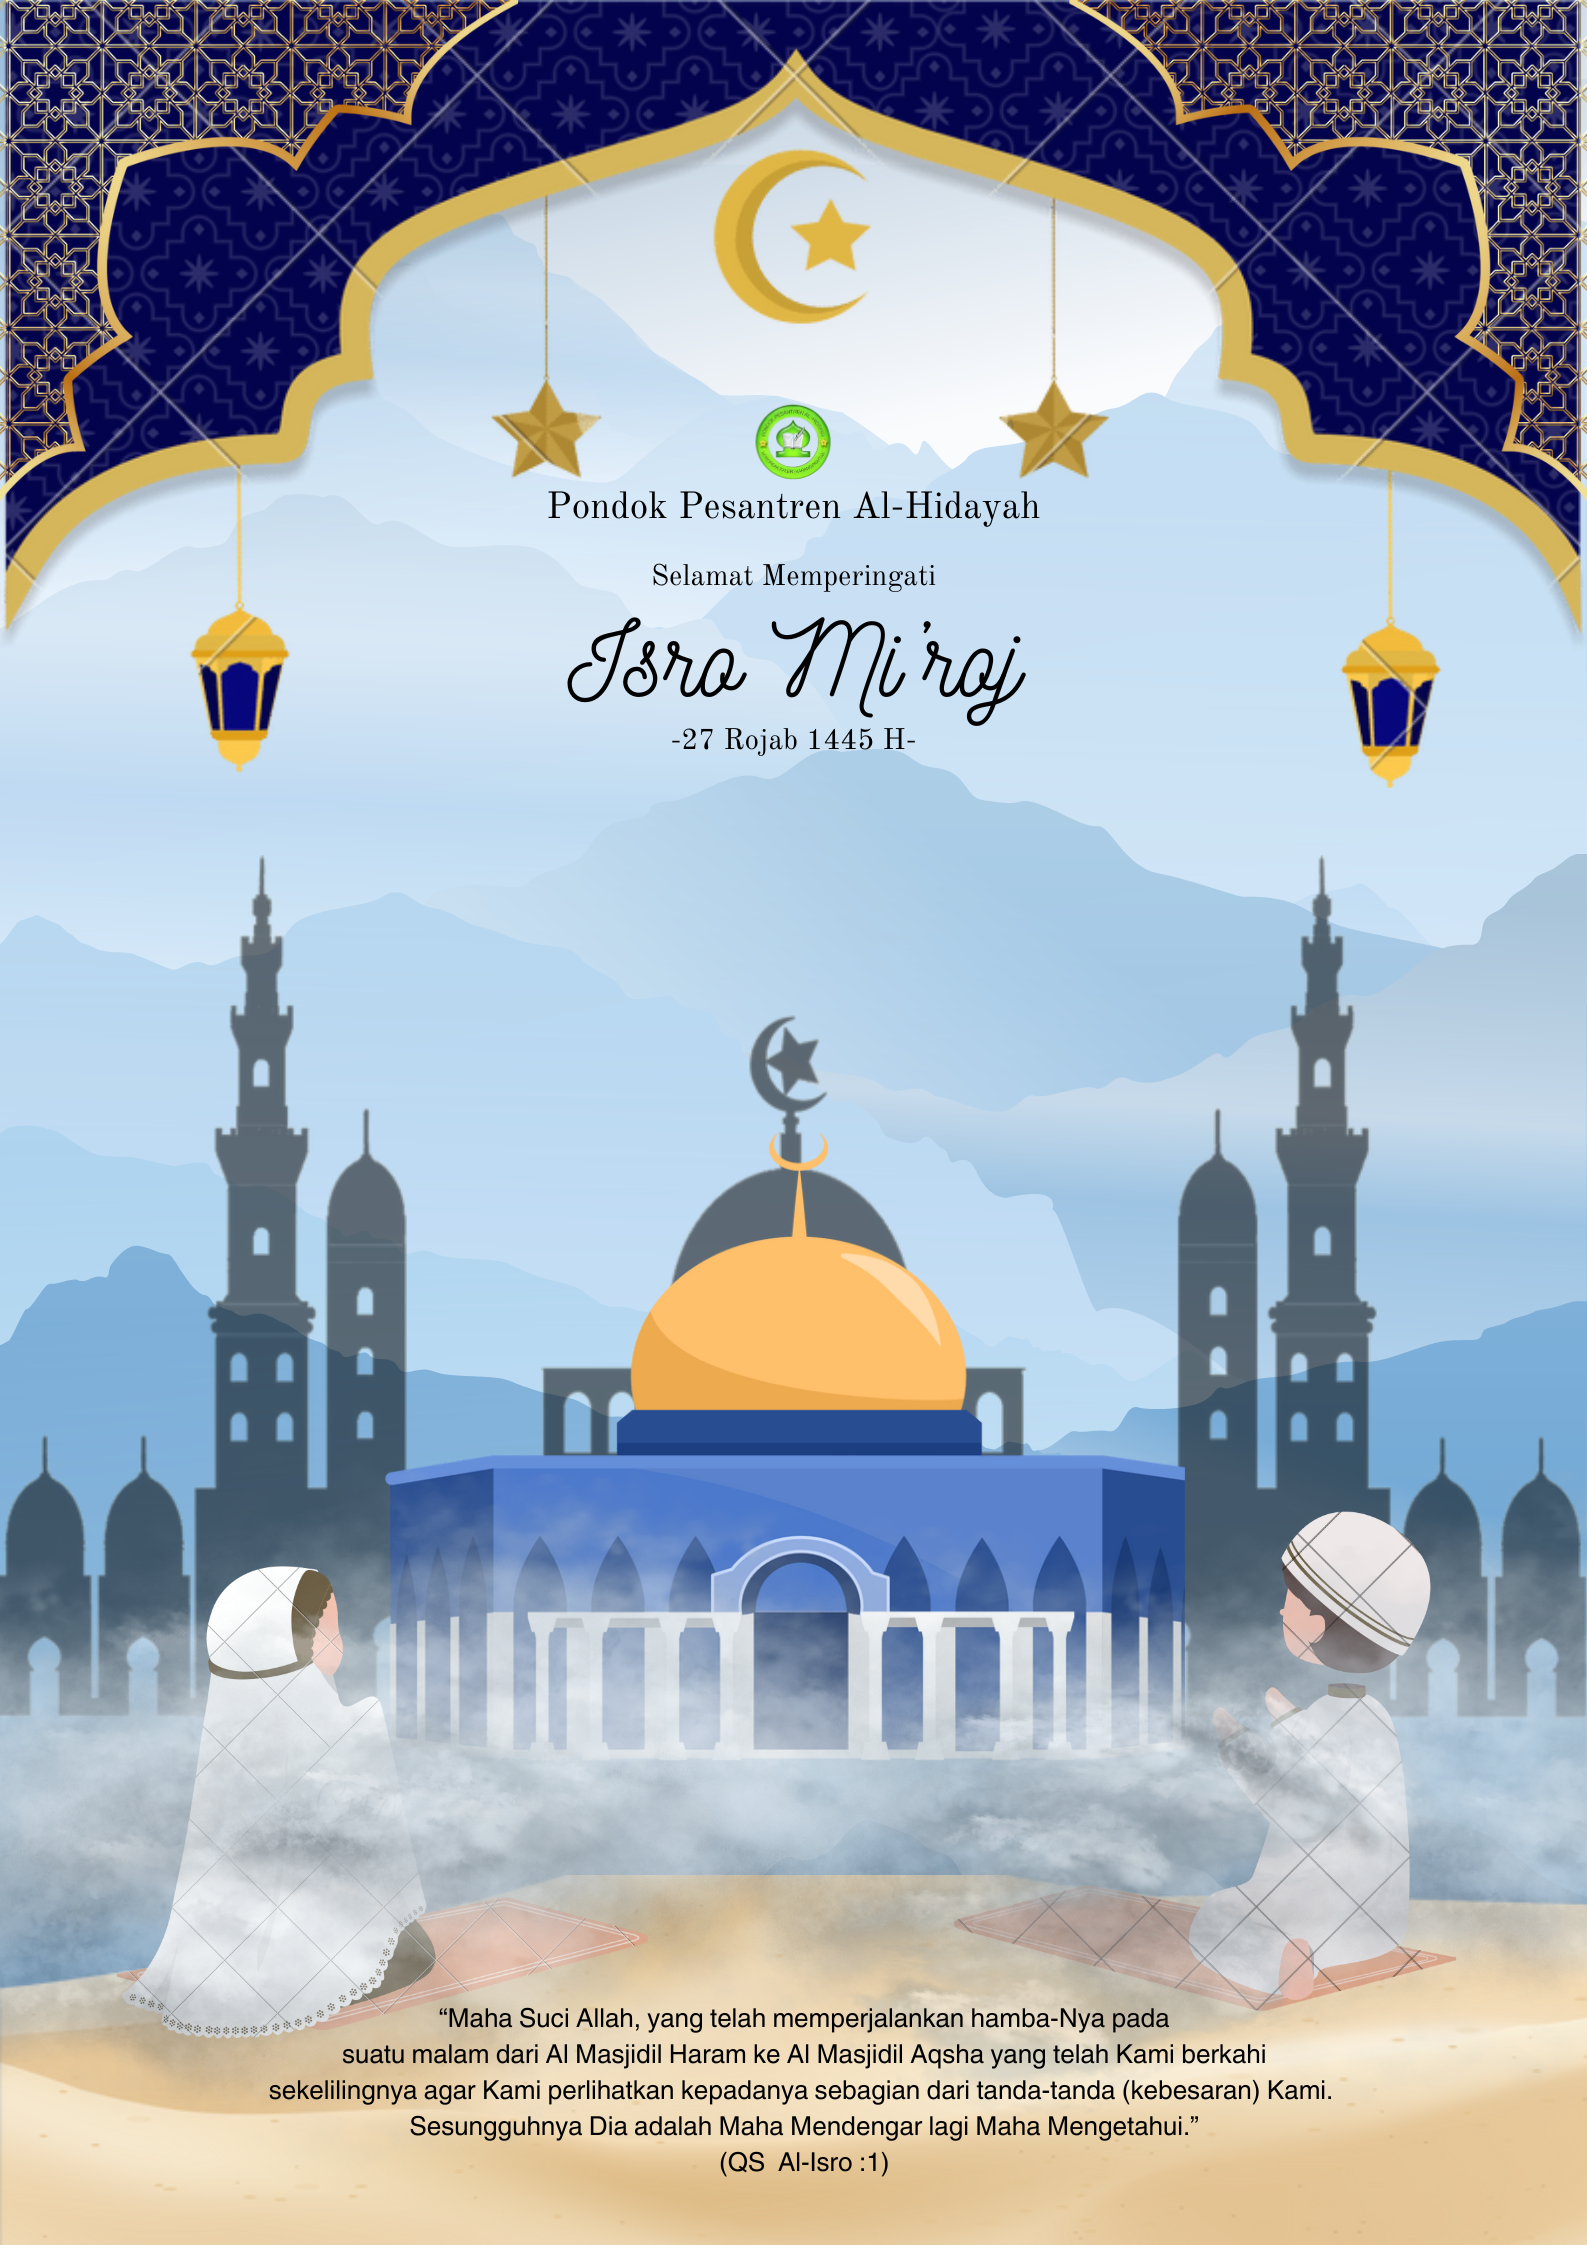 Pondok Pesantren Al-Hidayah
Selamat Memperingati
Isro Mi'roj
-27 Rojab 1445 H-
“Maha Suci Allah, yang telah memperjalankan hamba-Nya pada
suatu malam dari Al Masjidil Haram ke Al Masjidil Aqsha yang telah Kami berkahi
sekelilingnya agar Kami perlihatkan kepadanya sebagian dari tanda-tanda (kebesaran) Kami.
Sesungguhnya Dia adalah Maha Mendengar lagi Maha Mengetahui.”
(QS  Al-Isro :1)